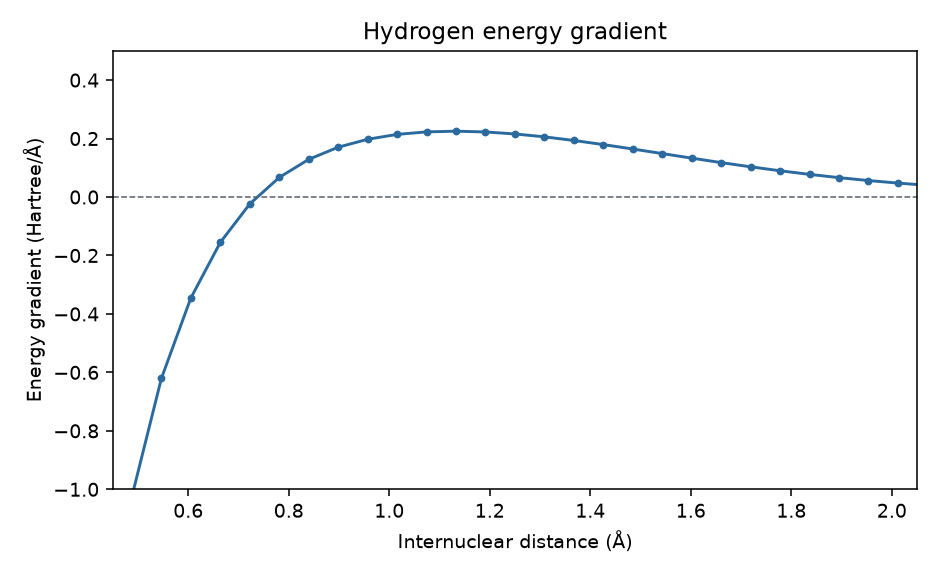 Hydrogen energy gradient
Energy gradient (Hartree/Å)
0.4
0.2
0.0
−0.2
−0.4
−0.6
−0.8
−1.0
0.6 0.8 1.0 1.2 1.4 1.6 1.8 2.0
Internuclear distance (Å)